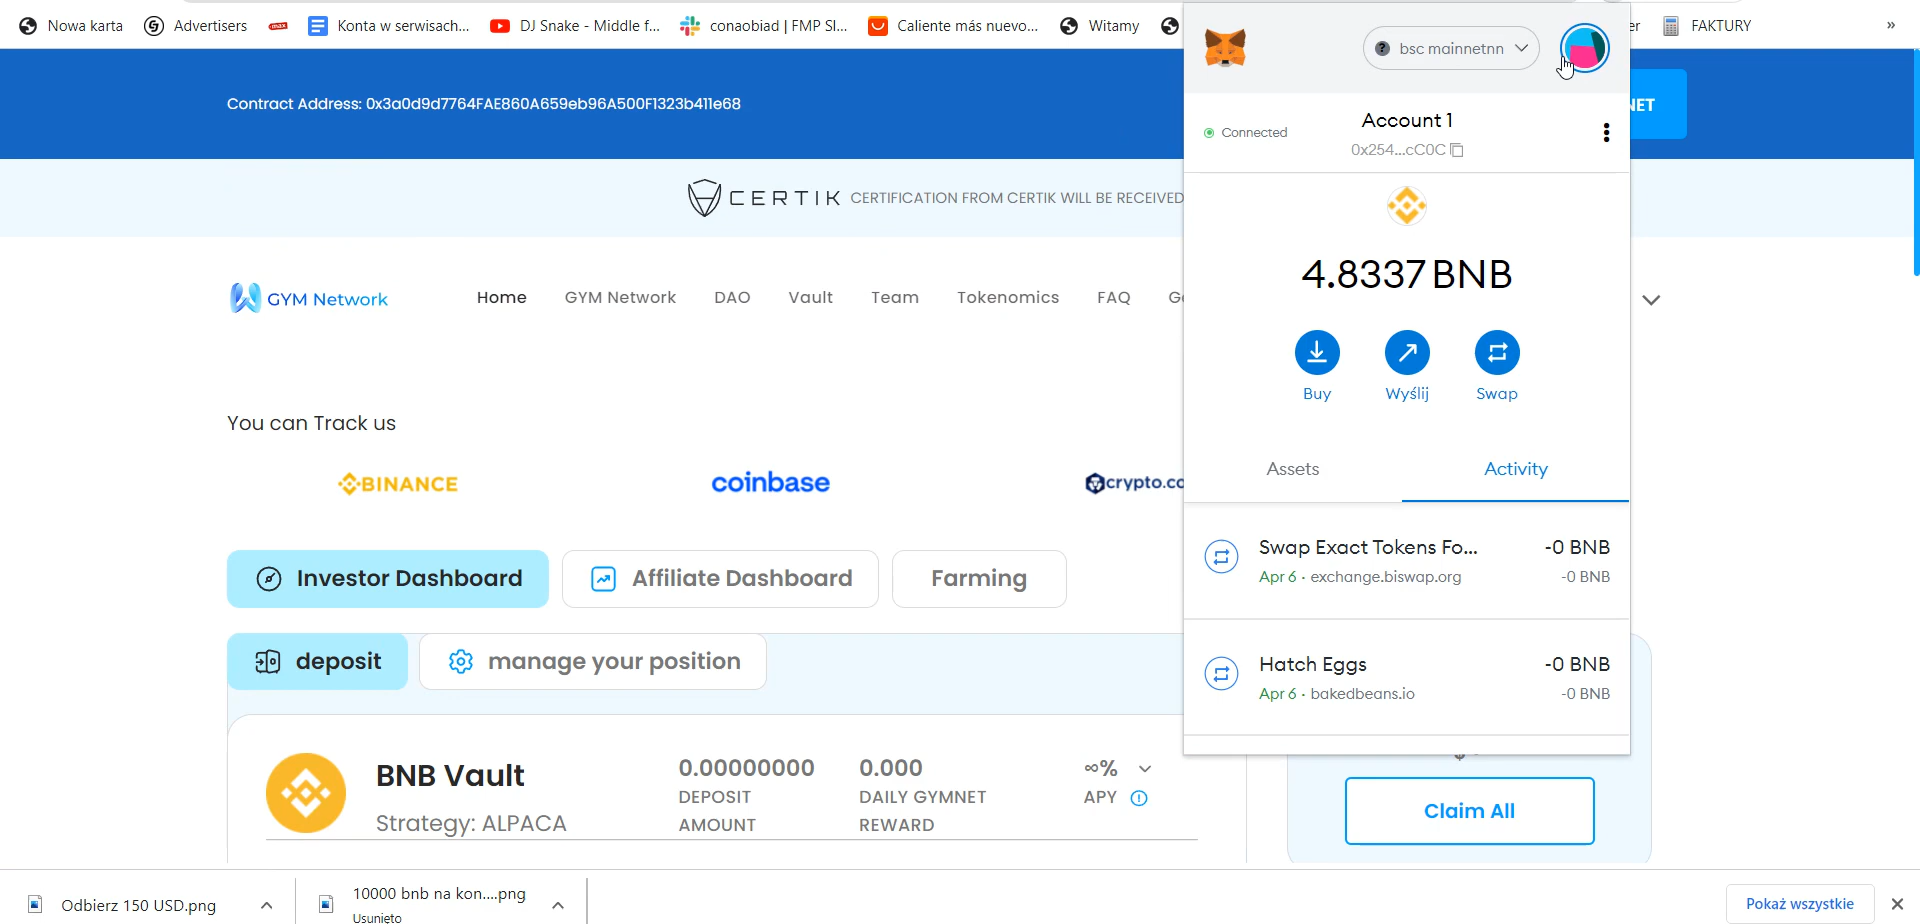 Nowa karta
Advertisers
max
Konta w serwisach...
DJ Snake - Middle f...
conaobiad | FMP Sl...
Caliente más nuevo...
Witamy
er
FAKTURY
»
Contract Address: 0x3a0d9d7764FAE860A659eb96A500F1323b411e68
NET
CERTIK
CERTIFICATION FROM CERTIK WILL BE RECEIVED
GYM Network
Home
GYM Network
DAO
Vault
Team
Tokenomics
FAQ
You can Track us
BINANCE
coinbase
crypto.co
Investor Dashboard
Affiliate Dashboard
Farming
deposit
manage your position
BNB Vault
Strategy: ALPACA
0.00000000
DEPOSIT
AMOUNT
0.000
DAILY GYMNET
REWARD
∞%
APY
Claim All
bsc mainnetnn
Connected
Account 1
0x254...cC0C
4.8337 BNB
Buy
Wyślij
Swap
Assets
Activity
Swap Exact Tokens Fo...
-0 BNB
Apr 6 · exchange.biswap.org
-0 BNB
Hatch Eggs
-0 BNB
Apr 6 · bakedbeans.io
-0 BNB
Odbierz 150 USD.png
10000 bnb na kon....png
Usunięto
Pokaż wszystkie